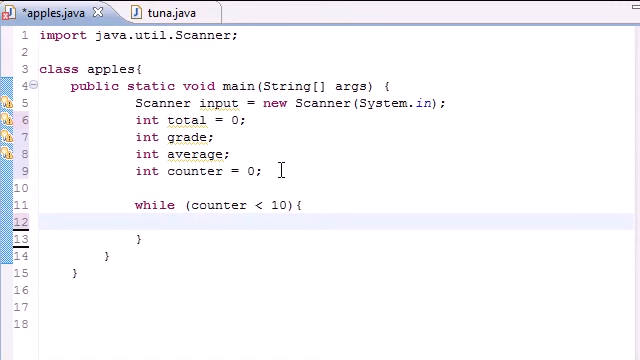 *apples.java tuna.java
1 import java.util.Scanner;
2
3 class apples{
4 public static void main(String[] args) {
5 Scanner input = new Scanner(System.in);
6 int total = 0;
7 int grade;
8 int average;
9 int counter = 0;
10
11 while (counter < 10){
12
13 }
14 }
15 }
16
17
18